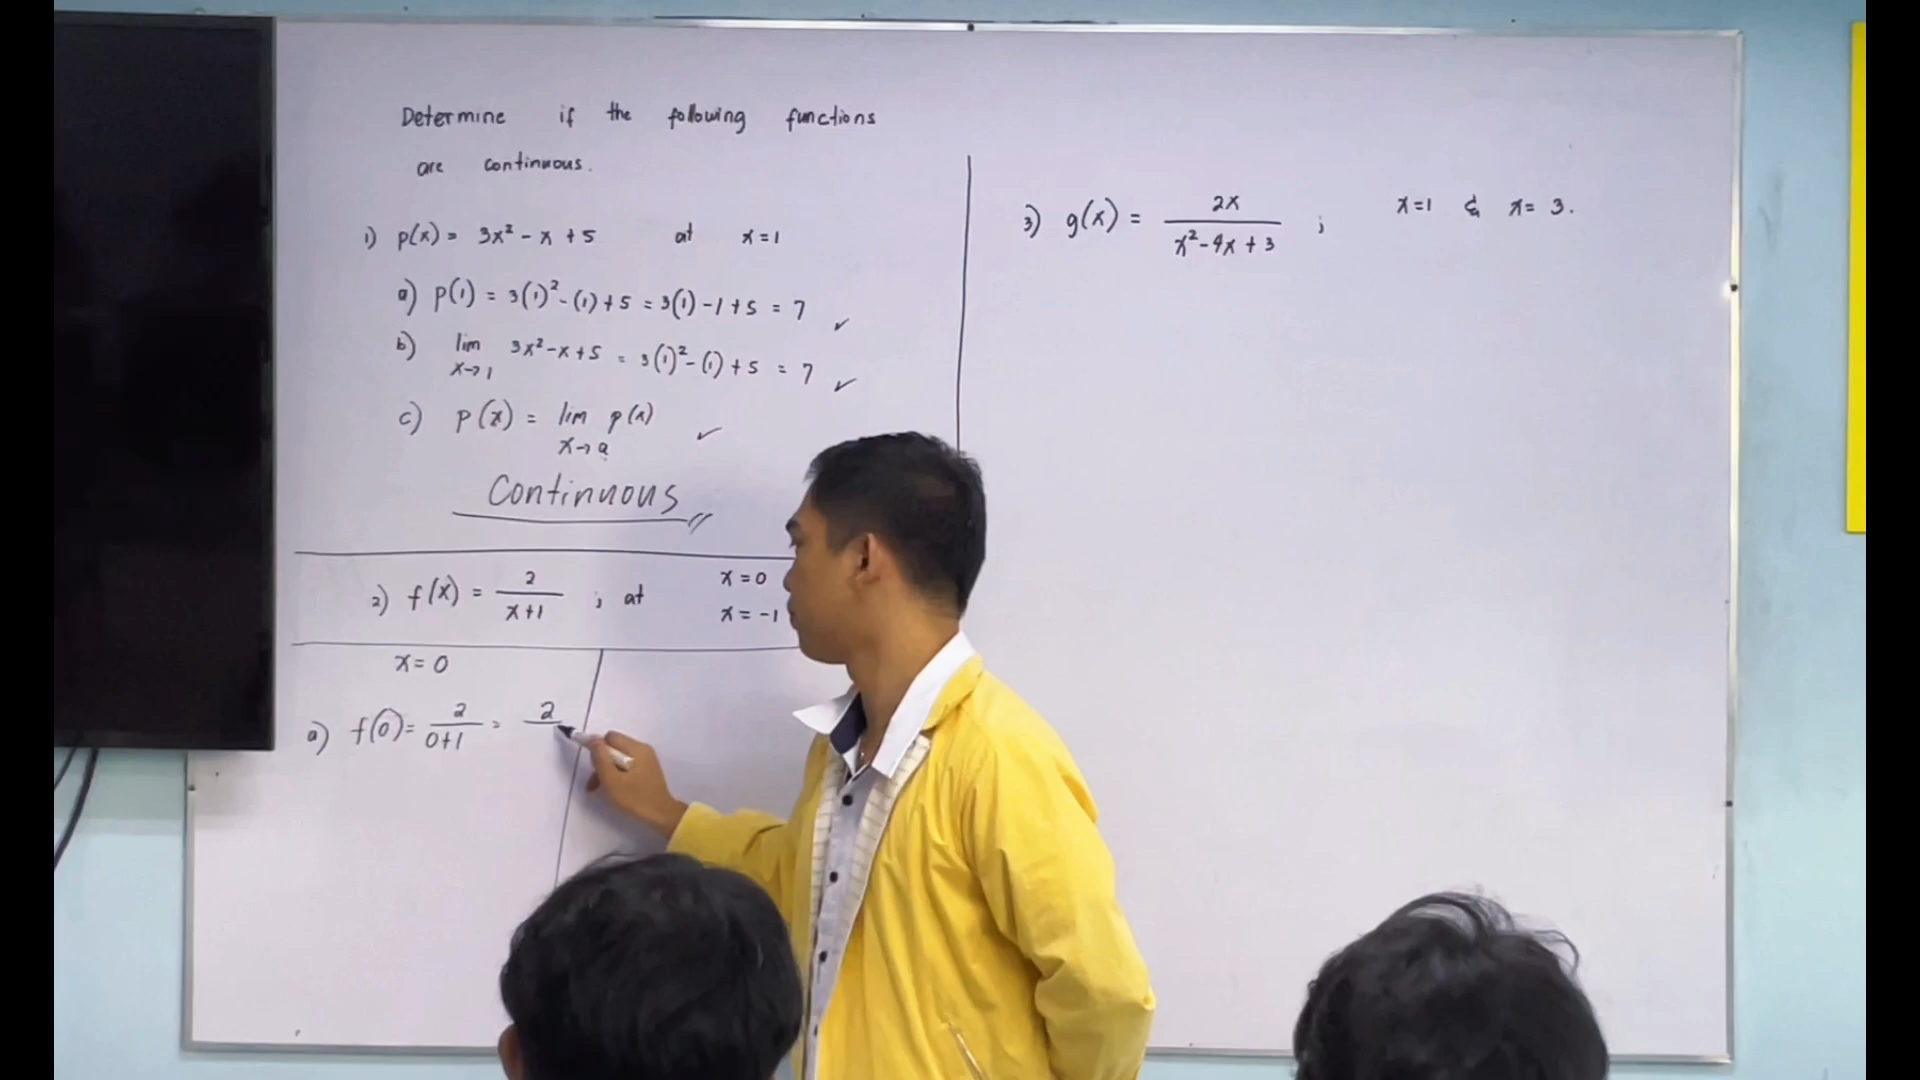 Determine if the following functions
are continuous.
1) p(x) = 3x² - x + 5 at x = 1
a) p(1) = 3(1)² - (1) + 5 = 3(1) - 1 + 5 = 7 ✓
b) lim x→1 3x² - x + 5 = 3(1)² - (1) + 5 = 7 ✓
c) p(x) = lim x→a p(x) ✓
Continuous
2) f(x) = 2/(x+1) ; at x = 0
x = -1
x = 0
a) f(0) = 2/(0+1) = 2
3) g(x) = 2x/(x² - 4x + 3) ; x = 1 & x = 3.